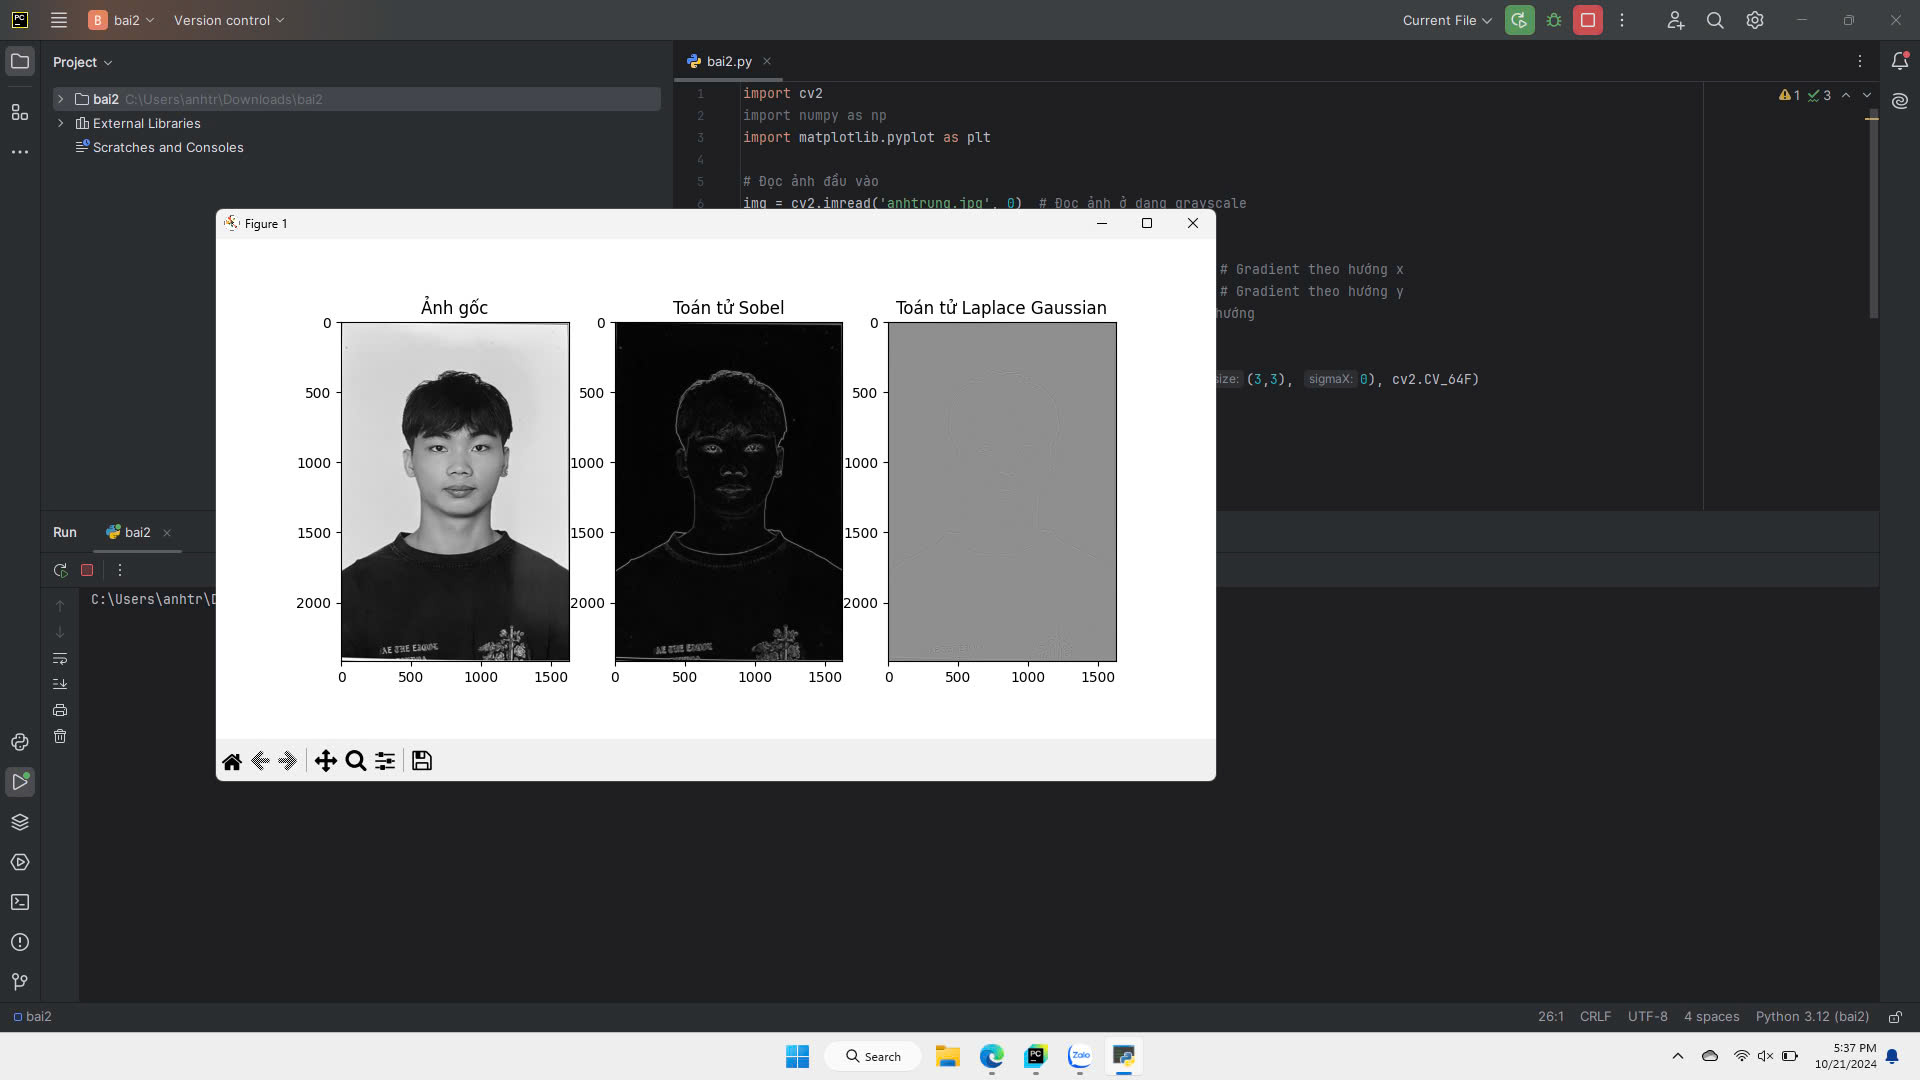 PC B bai2 Version control Current File
Project
bai2 C:\Users\anhtr\Downloads\bai2
External Libraries
Scratches and Consoles
bai2.py
1 import cv2
2 import numpy as np
3 import matplotlib.pyplot as plt
4
5 # Đọc ảnh đầu vào
6 img = cv2.imread('anhtrung.jpg', 0) # Đọc ảnh ở dạng grayscale
1 3
# Gradient theo hướng x
# Gradient theo hướng y
hướng
size: (3,3), sigmaX: 0), cv2.CV_64F)
Figure 1
Ảnh gốc
0
500
1000
1500
2000
0 500 1000 1500
Toán tử Sobel
0
500
1000
1500
2000
0 500 1000 1500
Toán tử Laplace Gaussian
0
500
1000
1500
2000
0 500 1000 1500
Run bai2
C:\Users\anhtr\D
bai2
26:1 CRLF UTF-8 4 spaces Python 3.12 (bai2)
Search
PC
Zalo
5:37 PM
10/21/2024